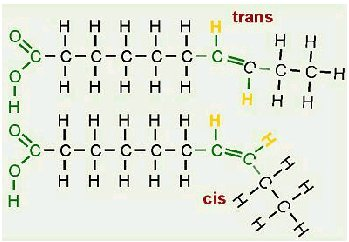 trans
H H H H H H
O H H
C C C C C C C C C C H
O H H H H H H H H
H
H H H H H H
O H
C C C C C C C C
O H H H H H C H H
H cis H C H
H H